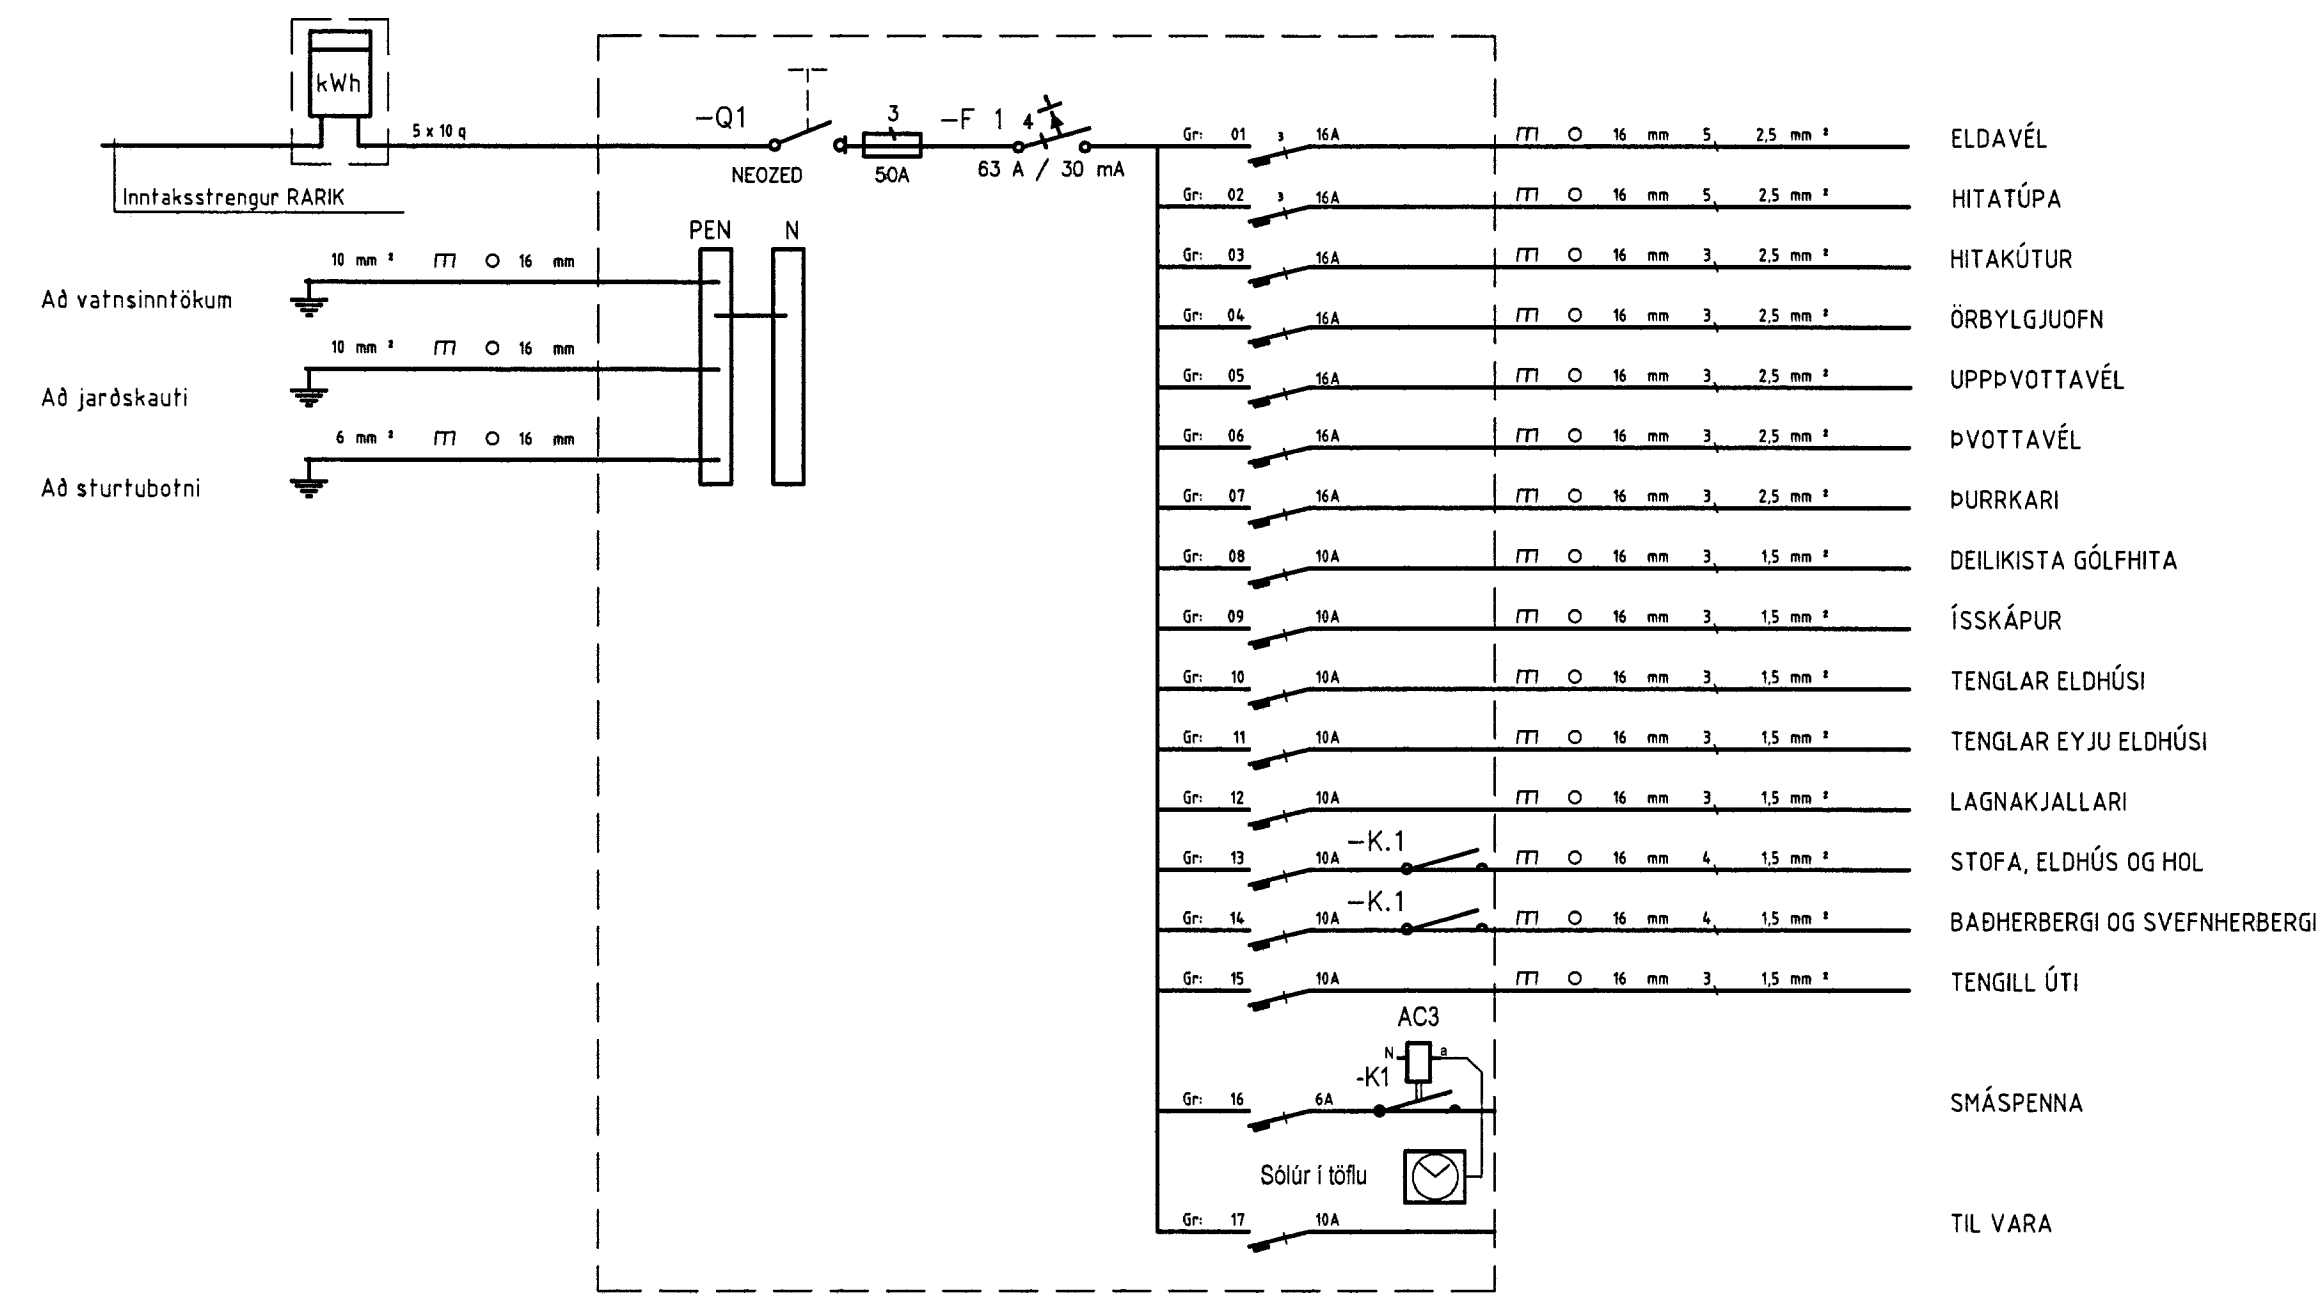 kWh
5 x 10 q
Inntaksstrengur RARIK
-Q1
NEOZED
3
50A
-F 1
4
63 A / 30 mA
PEN N
10 mm ² 16 mm
Að vatnsinntökum
10 mm ² 16 mm
Að jarðskauti
6 mm ² 16 mm
Að sturtubotni
Gr: 01 3 16A 16 mm 5 2,5 mm ² ELDAVÉL
Gr: 02 3 16A 16 mm 5 2,5 mm ² HITATÚPA
Gr: 03 16A 16 mm 3 2,5 mm ² HITAKÚTUR
Gr: 04 16A 16 mm 3 2,5 mm ² ÖRBYLGJUOFN
Gr: 05 16A 16 mm 3 2,5 mm ² UPPÞVOTTAVÉL
Gr: 06 16A 16 mm 3 2,5 mm ² ÞVOTTAVÉL
Gr: 07 16A 16 mm 3 2,5 mm ² ÞURRKARI
Gr: 08 10A 16 mm 3 1,5 mm ² DEILIKISTA GÓLFHITA
Gr: 09 10A 16 mm 3 1,5 mm ² ÍSSKÁPUR
Gr: 10 10A 16 mm 3 1,5 mm ² TENGLAR ELDHÚSI
Gr: 11 10A 16 mm 3 1,5 mm ² TENGLAR EYJU ELDHÚSI
Gr: 12 10A 16 mm 3 1,5 mm ² LAGNAKJALLARI
-K.1
Gr: 13 10A 16 mm 4 1,5 mm ² STOFA, ELDHÚS OG HOL
-K.1
Gr: 14 10A 16 mm 4 1,5 mm ² BAÐHERBERGI OG SVEFNHERBERGI
Gr: 15 10A 16 mm 3 1,5 mm ² TENGILL ÚTI
AC3
N a
-K1
Gr: 16 6A SMÁSPENNA
Sólúr í töflu
Gr: 17 10A TIL VARA